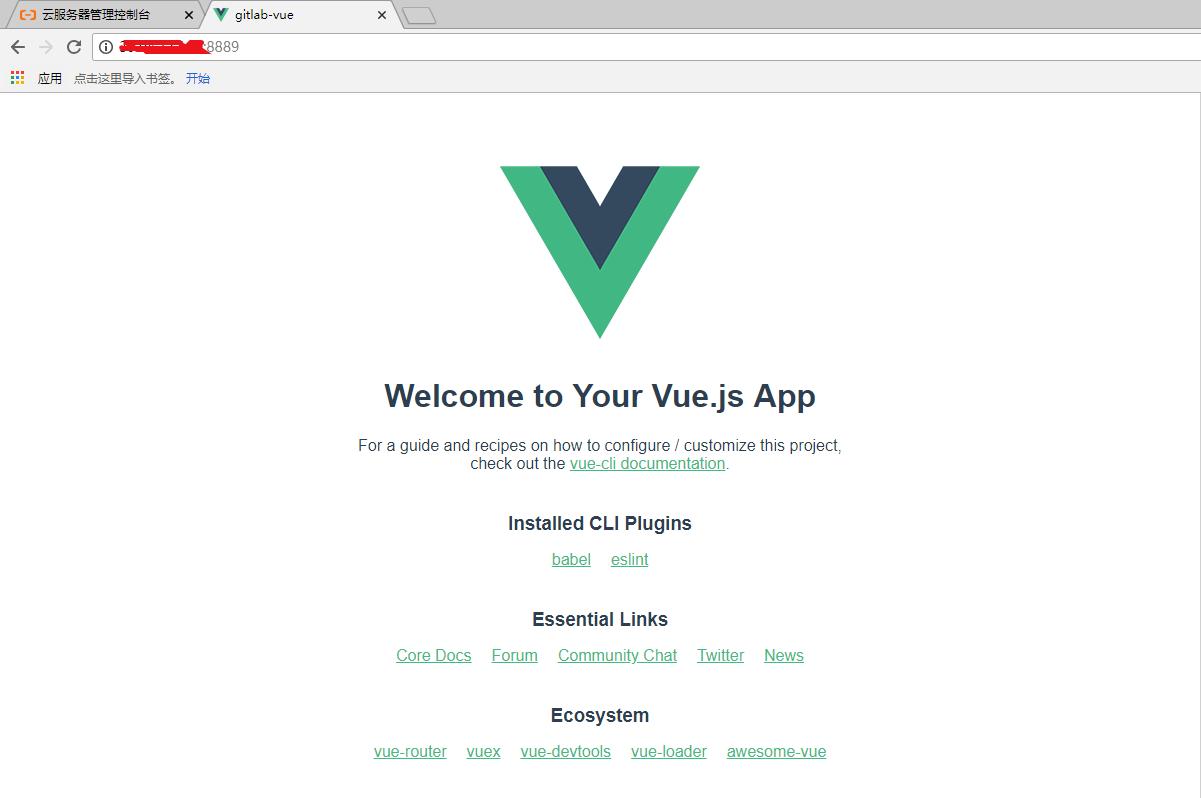 云服务器管理控制台
gitlab-vue
:8889
应用 点击这里导入书签。 开始
Welcome to Your Vue.js App
For a guide and recipes on how to configure / customize this project,
check out the vue-cli documentation.
Installed CLI Plugins
babel eslint
Essential Links
Core Docs Forum Community Chat Twitter News
Ecosystem
vue-router vuex vue-devtools vue-loader awesome-vue